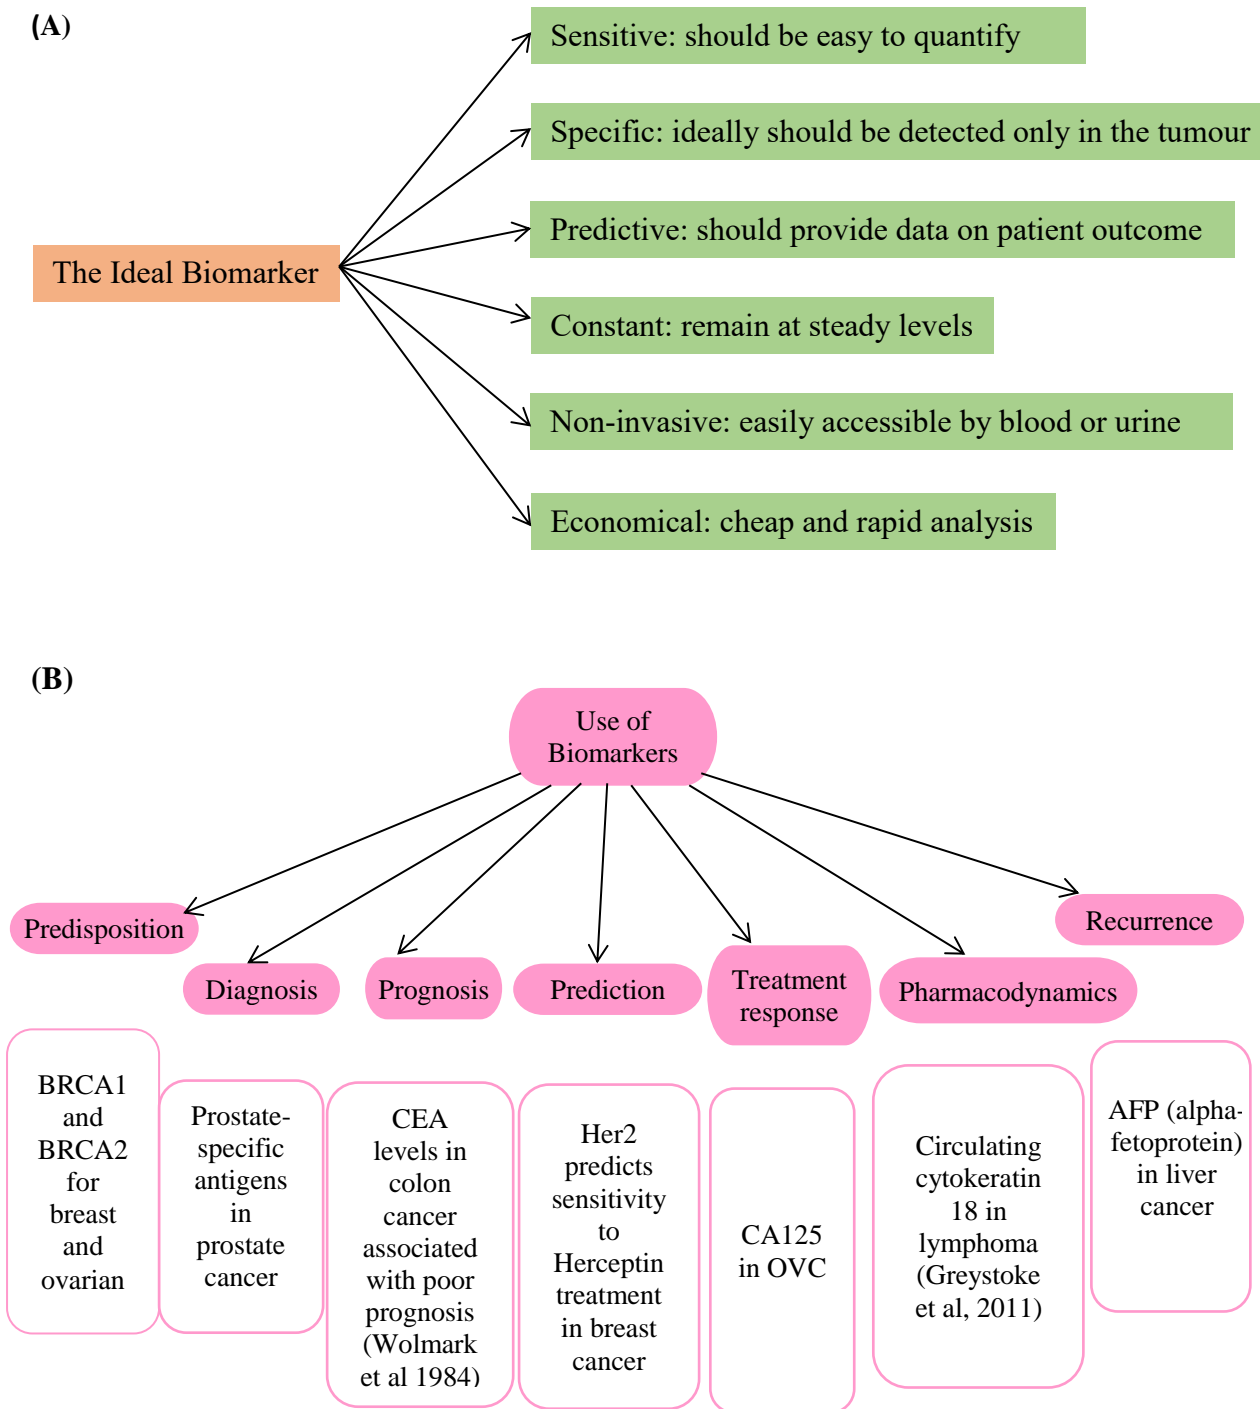 (A)
Sensitive: should be easy to quantify
Specific: ideally should be detected only in the tumour
Predictive: should provide data on patient outcome
The Ideal Biomarker
Constant: remain at steady levels
Non-invasive: easily accessible by blood or urine
Economical: cheap and rapid analysis
(B)
Use of
Biomarkers
Predisposition
Diagnosis
Prognosis
Prediction
Treatment
response
Pharmacodynamics
Recurrence
BRCA1
and
BRCA2
for
breast
and
ovarian
Prostate-
specific
antigens
in
prostate
cancer
CEA
levels in
colon
cancer
associated
with poor
prognosis
(Wolmark
et al 1984)
Her2
predicts
sensitivity
to
Herceptin
treatment
in breast
cancer
CA125
in OVC
Circulating
cytokeratin
18 in
lymphoma
(Greystoke
et al, 2011)
AFP (alpha-
fetoprotein)
in liver
cancer